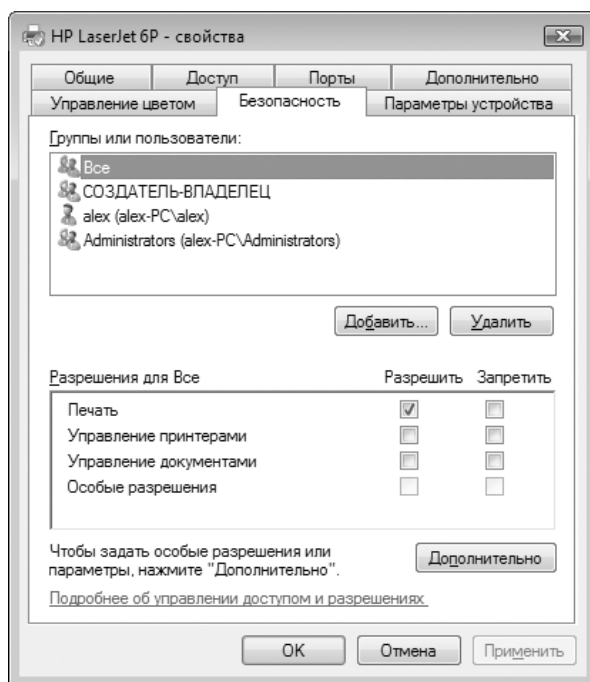 HP LaserJet 6P - свойства
Общие Доступ Порты Дополнительно
Управление цветом Безопасность Параметры устройства
Группы или пользователи:
Все
СОЗДАТЕЛЬ-ВЛАДЕЛЕЦ
alex (alex-PC\alex)
Administrators (alex-PC\Administrators)
Добавить... Удалить
Разрешения для Все Разрешить Запретить
Печать
Управление принтерами
Управление документами
Особые разрешения
Чтобы задать особые разрешения или
параметры, нажмите "Дополнительно".
Дополнительно
Подробнее об управлении доступом и разрешениях
OK Отмена Применить